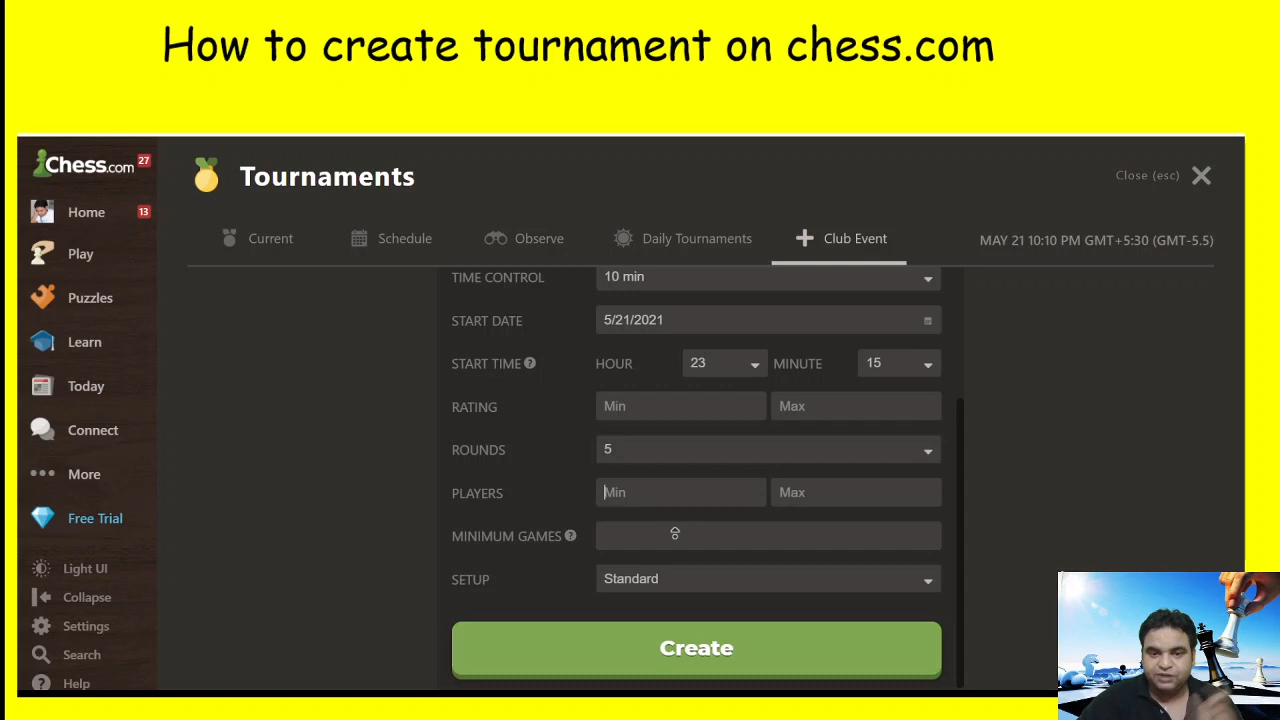 How to create tournament on chess.com
Chess.com 27
Tournaments
Close (esc)
Home 13
Current
Schedule
Observe
Daily Tournaments
Club Event
MAY 21 10:10 PM GMT+5:30 (GMT-5.5)
Play
Puzzles
Learn
Today
Connect
More
Free Trial
Light UI
Collapse
Settings
Search
Help
TIME CONTROL 10 min
START DATE 5/21/2021
START TIME ? HOUR 23 MINUTE 15
RATING Min Max
ROUNDS 5
PLAYERS Min Max
MINIMUM GAMES ?
SETUP Standard
Create